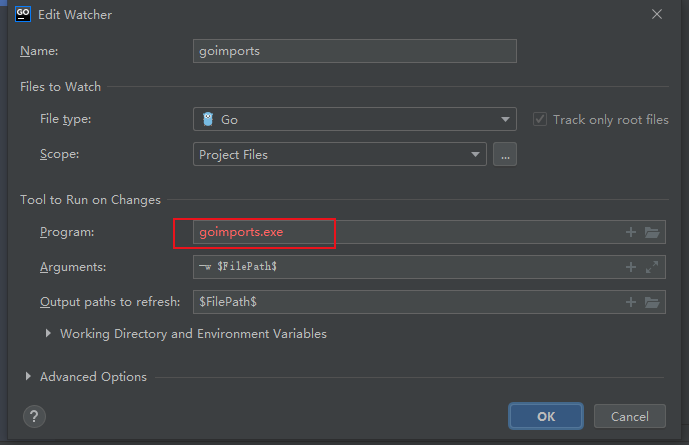 GO
Edit Watcher
Name:
goimports
Files to Watch
File type:
Go
Track only root files
Scope:
Project Files
...
Tool to Run on Changes
Program:
goimports.exe
Arguments:
-w $FilePath$
Output paths to refresh:
$FilePath$
Working Directory and Environment Variables
Advanced Options
?
OK
Cancel